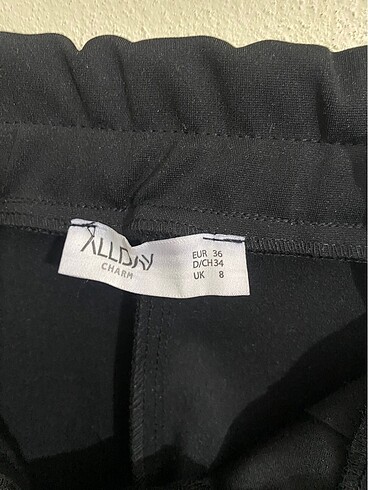 ALLDAY
CHARM
EUR 36
D/CH34
UK 8